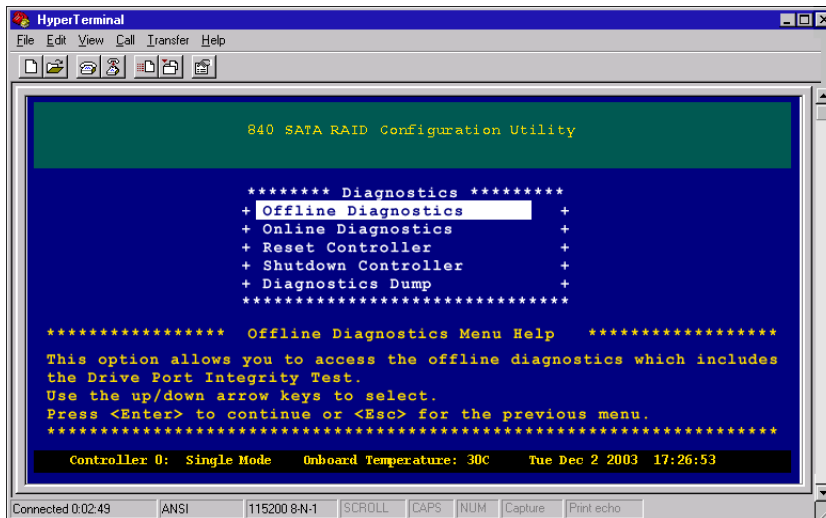 HyperTerminal
File Edit View Call Transfer Help
840 SATA RAID Configuration Utility
******** Diagnostics *********
+ Offline Diagnostics +
+ Online Diagnostics +
+ Reset Controller +
+ Shutdown Controller +
+ Diagnostics Dump +
*******************************
***************** Offline Diagnostics Menu Help ******************
This option allows you to access the offline diagnostics which includes
the Drive Port Integrity Test.
Use the up/down arrow keys to select.
Press <Enter> to continue or <Esc> for the previous menu.
**********************************************************************
Controller 0: Single Mode Onboard Temperature: 30C Tue Dec 2 2003 17:26:53
Connected 0:02:49 ANSI 115200 8-N-1 SCROLL CAPS NUM Capture Print echo